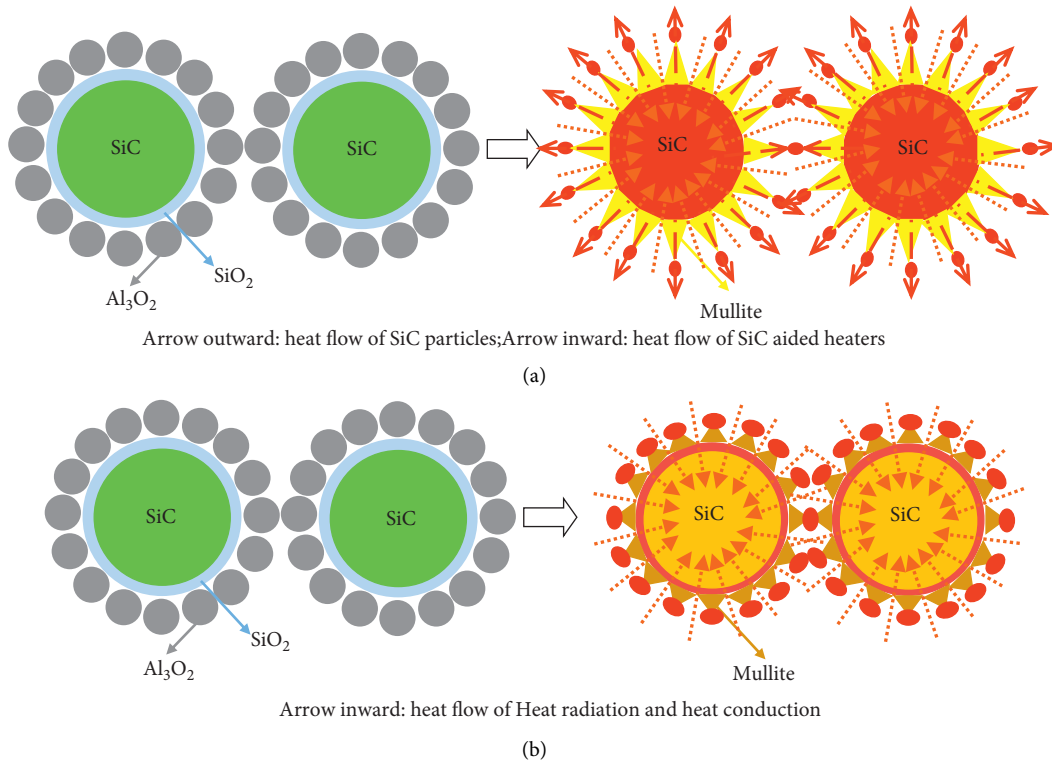 SiC
SiC
SiC
SiC
SiO₂
Al₃O₂
Mullite
Arrow outward: heat flow of SiC particles;Arrow inward: heat flow of SiC aided heaters
(a)
SiC
SiC
SiC
SiC
SiO₂
Al₃O₂
Mullite
Arrow inward: heat flow of Heat radiation and heat conduction
(b)